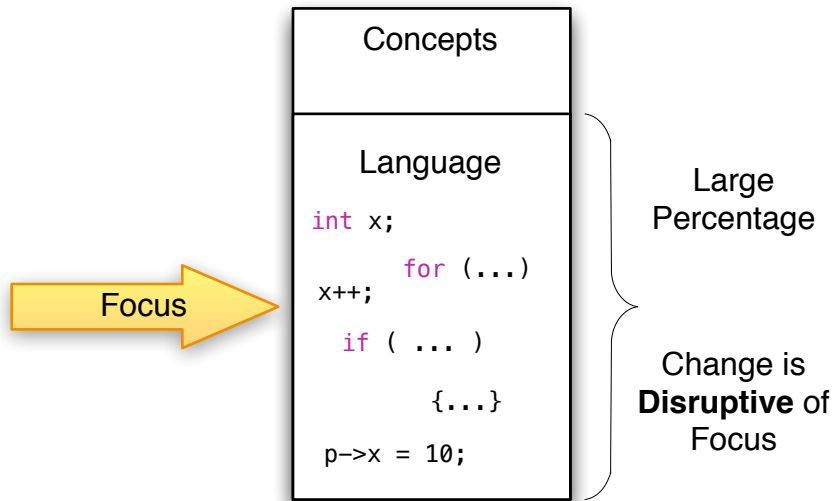 Concepts
Language
int x;
for (...)
x++;
if ( ... )
{...}
p->x = 10;
Focus
Large
Percentage
Change is
Disruptive of
Focus